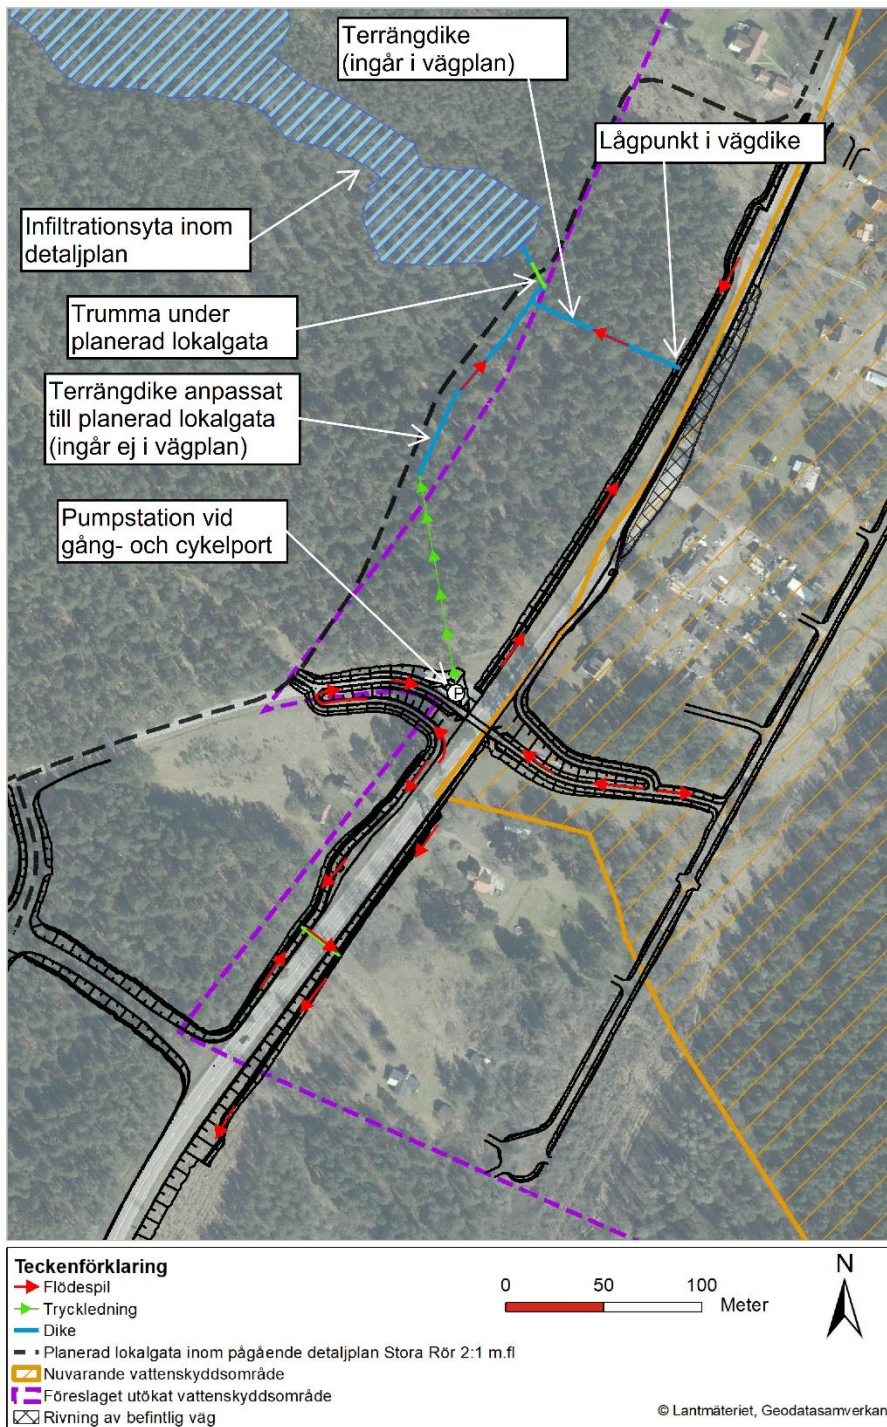 Terrängdike
(ingår i vägplan)
Lågpunkt i vägdike
Infiltrationsyta inom
detaljplan
Trumma under
planerad lokalgata
Terrängdike anpassat
till planerad lokalgata
(ingår ej i vägplan)
Pumpstation vid
gång- och cykelport
P
Teckenförklaring
Flödespil
Tryckledning
Dike
Planerad lokalgata inom pågående detaljplan Stora Rör 2:1 m.fl
Nuvarande vattenskyddsområde
Föreslaget utökat vattenskyddsområde
Rivning av befintlig väg
0 50 100
Meter
N
© Lantmäteriet, Geodatasamverkan